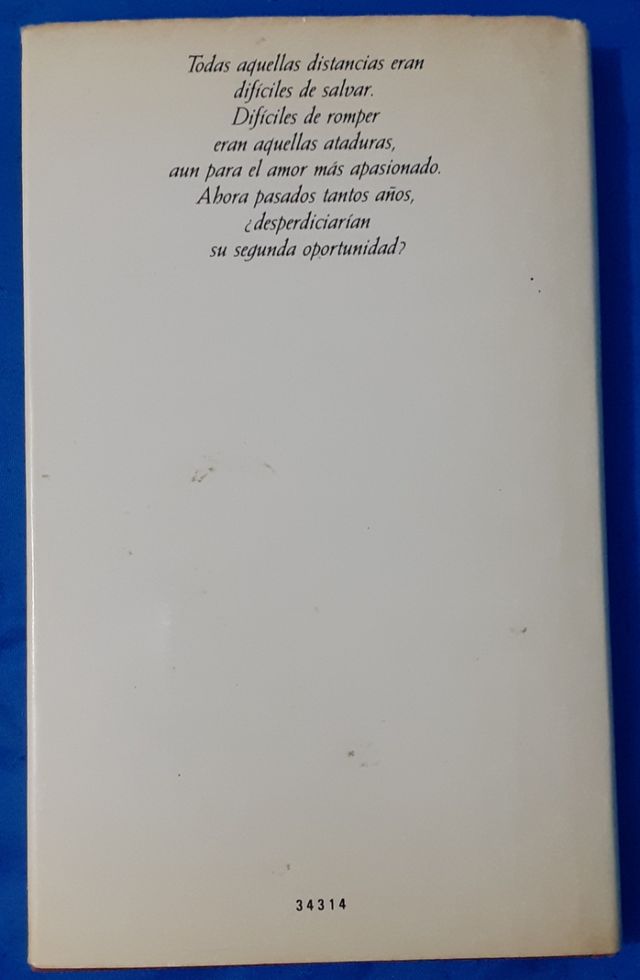 Todas aquellas distancias eran
difíciles de salvar.
Difíciles de romper
eran aquellas ataduras,
aun para el amor más apasionado.
Ahora pasados tantos años,
¿desperdiciarían
su segunda oportunidad?
34314